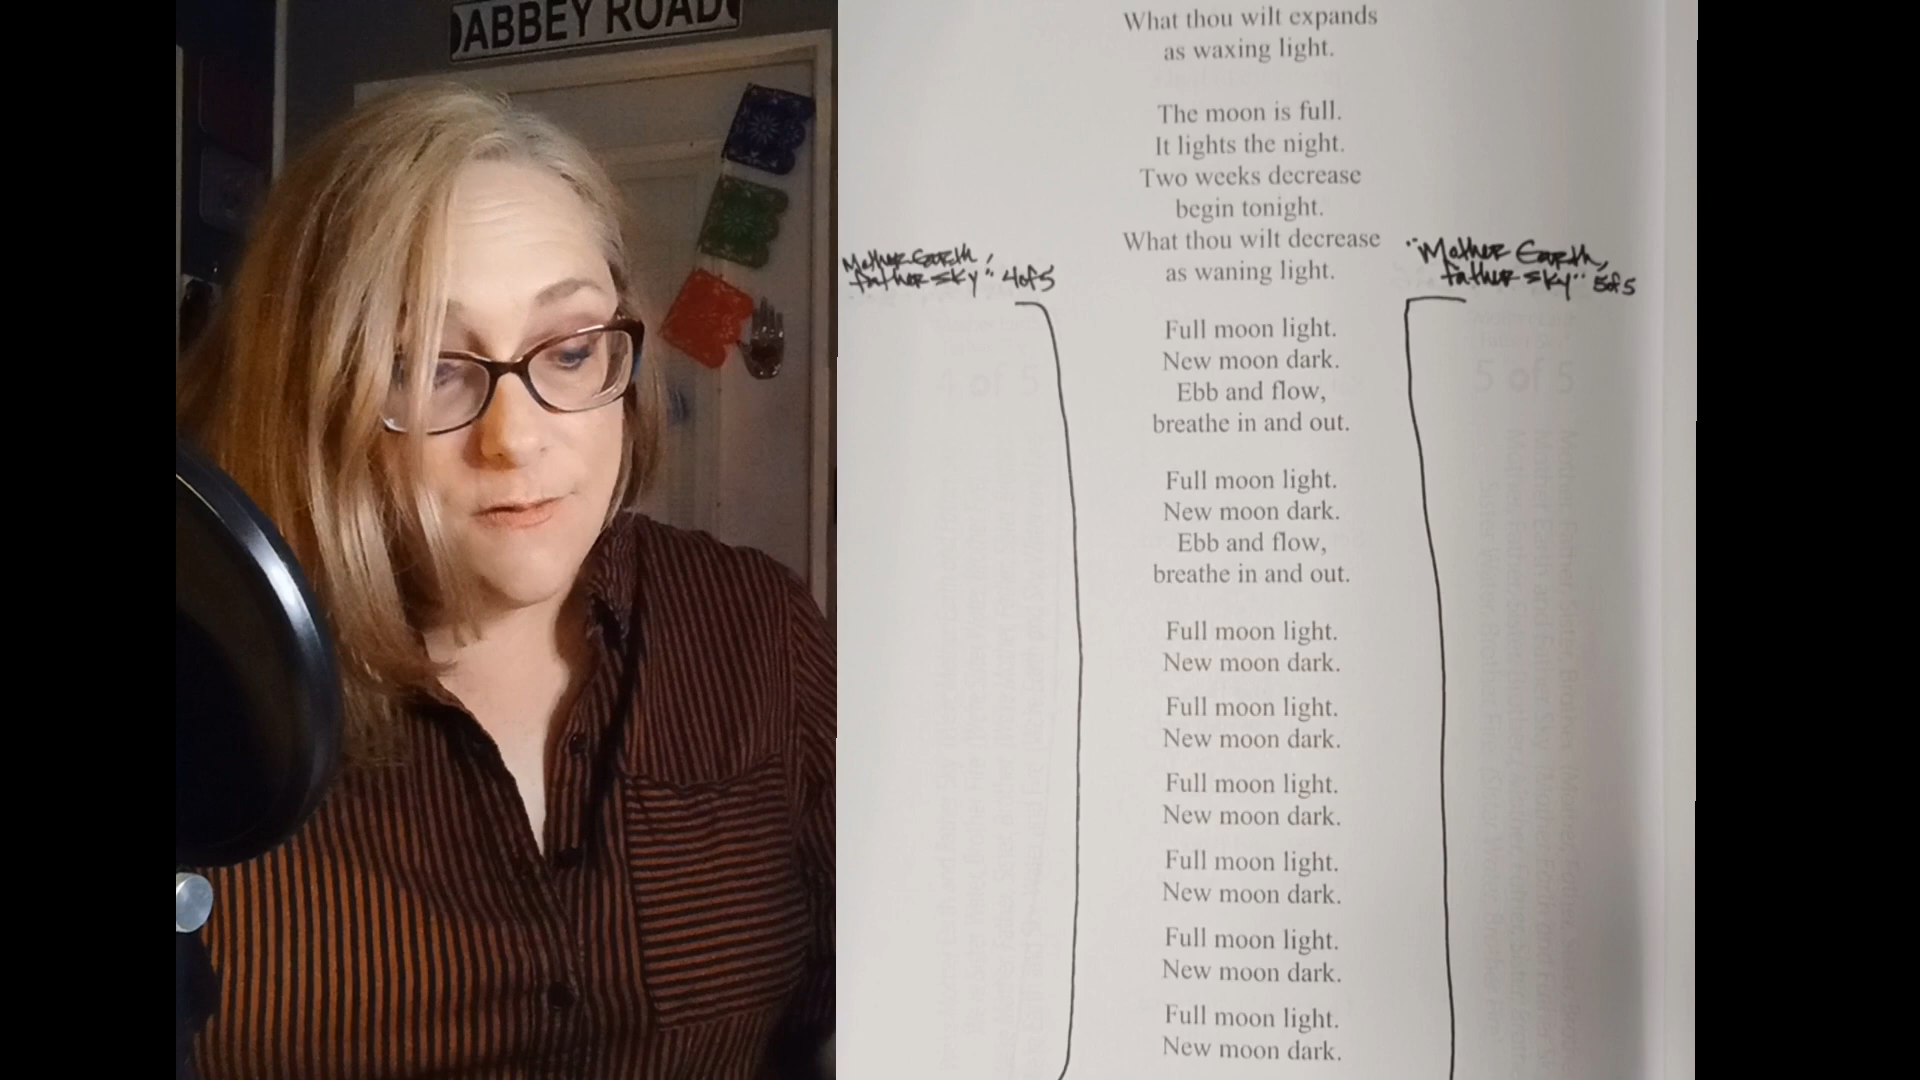 ABBEY ROAD
What thou wilt expands
as waxing light.
The moon is full.
It lights the night.
Two weeks decrease
begin tonight.
What thou wilt decrease
as waning light.
Mother Earth,
father sky" 4of5
"Mother Earth,
father sky" 5of5
Full moon light.
New moon dark.
Ebb and flow,
breathe in and out.
Full moon light.
New moon dark.
Ebb and flow,
breathe in and out.
Full moon light.
New moon dark.
Full moon light.
New moon dark.
Full moon light.
New moon dark.
Full moon light.
New moon dark.
Full moon light.
New moon dark.
Full moon light.
New moon dark.
5 of 5